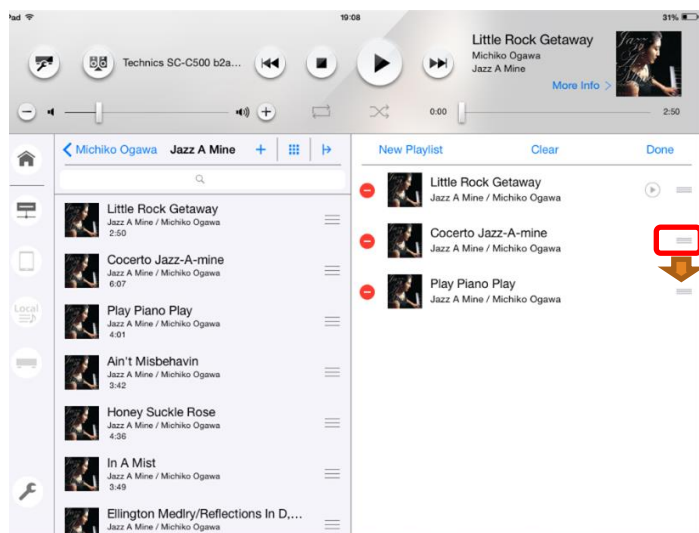 Pad
19:08
31%
Technics SC-C500 b2a...
Little Rock Getaway
Michiko Ogawa
Jazz A Mine
More Info >
0:00
2:50
Michiko Ogawa
Jazz A Mine
+
New Playlist
Clear
Done
Little Rock Getaway
Jazz A Mine / Michiko Ogawa
2:50
Cocerto Jazz-A-mine
Jazz A Mine / Michiko Ogawa
6:07
Play Piano Play
Jazz A Mine / Michiko Ogawa
4:01
Ain't Misbehavin
Jazz A Mine / Michiko Ogawa
3:42
Honey Suckle Rose
Jazz A Mine / Michiko Ogawa
4:36
In A Mist
Jazz A Mine / Michiko Ogawa
3:49
Ellington Medlry/Reflections In D,...
Jazz A Mine / Michiko Ogawa
Little Rock Getaway
Jazz A Mine / Michiko Ogawa
Cocerto Jazz-A-mine
Jazz A Mine / Michiko Ogawa
Play Piano Play
Jazz A Mine / Michiko Ogawa
Local